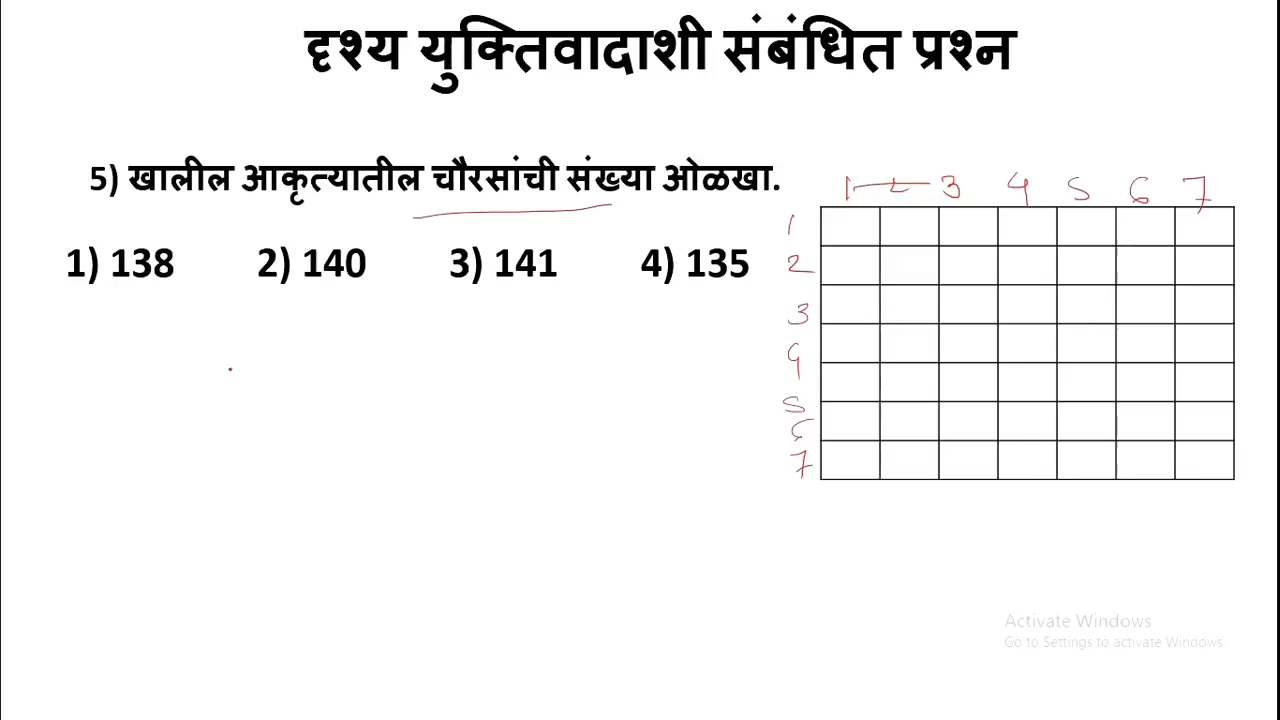 दृश्य युक्तिवादाशी संबंधित प्रश्न
5) खालील आकृत्यातील चौरसांची संख्या ओळखा.
1) 138 2) 140 3) 141 4) 135
1 2 3 4 5 6 7
1
2
3
4
5
6
7
Activate Windows
Go to Settings to activate Windows.